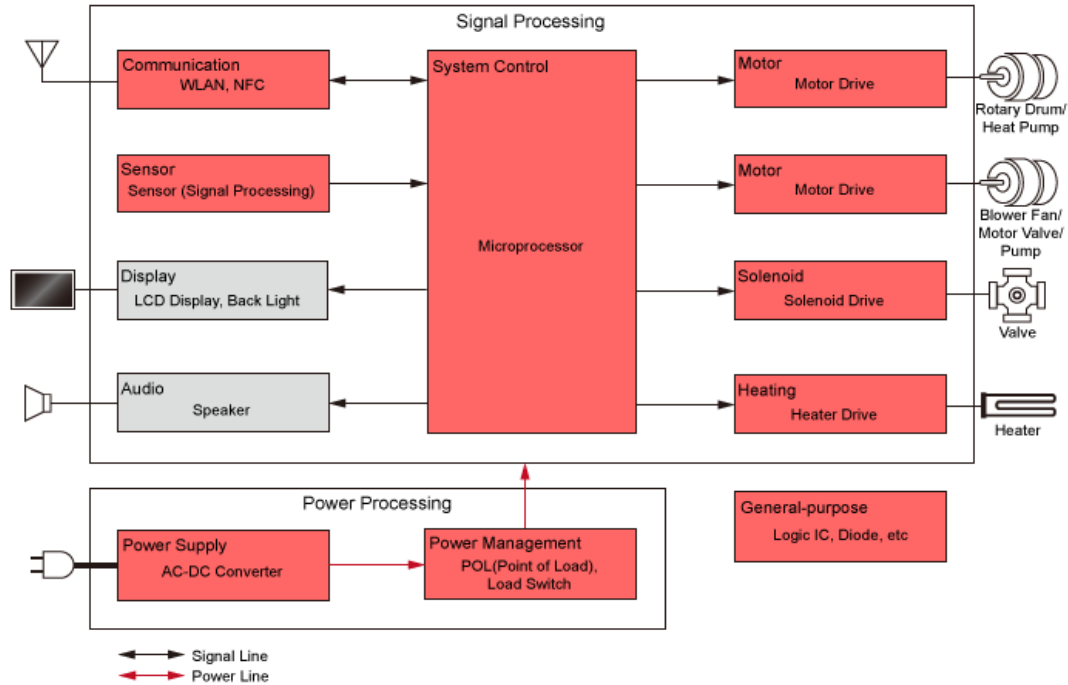 Signal Processing
Communication
WLAN, NFC
System Control
Motor
Motor Drive
Rotary Drum/
Heat Pump
Sensor
Sensor (Signal Processing)
Motor
Motor Drive
Blower Fan/
Motor Valve/
Pump
Microprocessor
Display
LCD Display, Back Light
Solenoid
Solenoid Drive
Valve
Audio
Speaker
Heating
Heater Drive
Heater
Power Processing
Power Supply
AC-DC Converter
Power Management
POL(Point of Load),
Load Switch
General-purpose
Logic IC, Diode, etc
Signal Line
Power Line